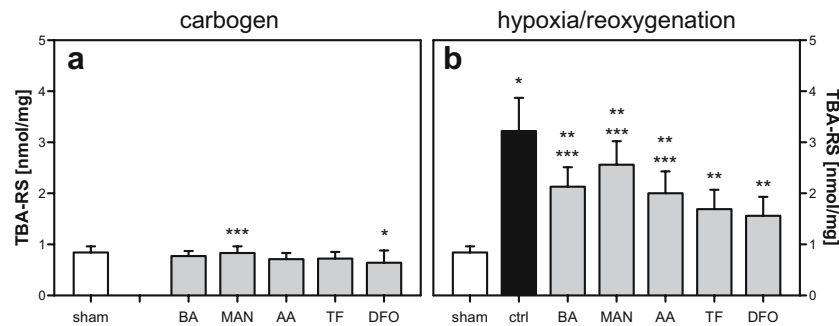 carbogen
hypoxia/reoxygenation
a
TBA-RS [nmol/mg]
5
4
3
2
1
0
***
*
sham BA MAN AA TF DFO
b
TBA-RS [nmol/mg]
5
4
3
2
1
0
*
**
***
**
***
**
***
**
**
sham ctrl BA MAN AA TF DFO